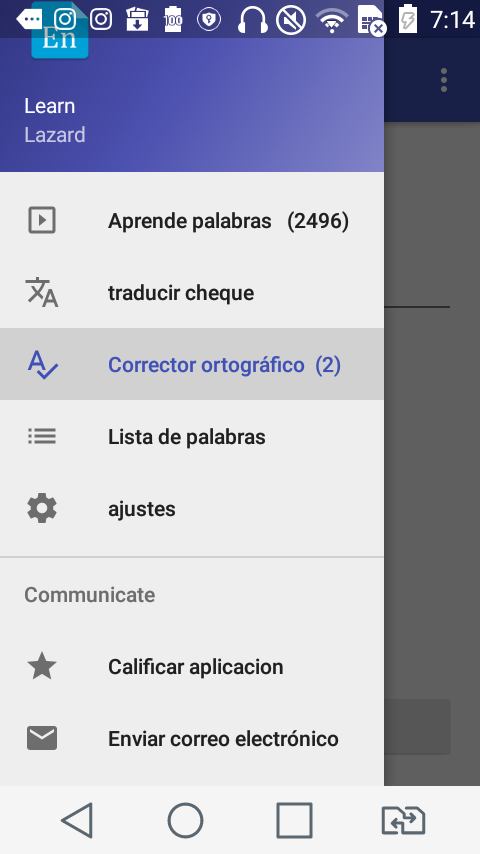 100
7:14
En
Learn
Lazard
Aprende palabras (2496)
traducir cheque
Corrector ortográfico (2)
Lista de palabras
ajustes
Communicate
Calificar aplicacion
Enviar correo electrónico